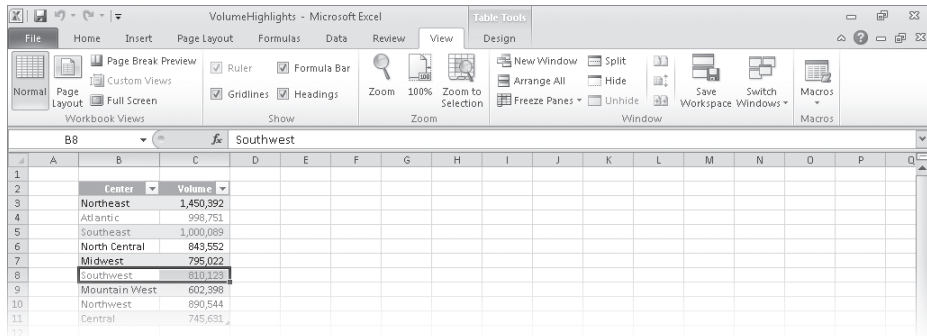 VolumeHighlights - Microsoft Excel
Table Tools
File Home Insert Page Layout Formulas Data Review View Design
Normal
Page Layout
Page Break Preview
Custom Views
Full Screen
Workbook Views
Ruler
Formula Bar
Gridlines
Headings
Show
Zoom
100%
Zoom to Selection
Zoom
New Window
Arrange All
Freeze Panes
Split
Hide
Unhide
Save Workspace
Switch Windows
Window
Macros
Macros
B8 fx Southwest
A B C D E F G H I J K L M N O P Q
1
2 Center Volume
3 Northeast 1,450,392
4 Atlantic 998,751
5 Southeast 1,000,089
6 North Central 843,552
7 Midwest 795,022
8 Southwest 810,123
9 Mountain West 602,398
10 Northwest 890,544
11 Central 745,631
12